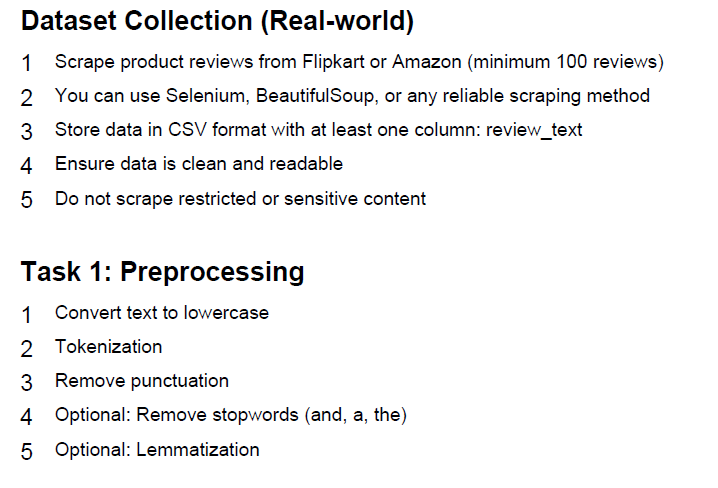 Dataset Collection (Real-world)
1 Scrape product reviews from Flipkart or Amazon (minimum 100 reviews)
2 You can use Selenium, BeautifulSoup, or any reliable scraping method
3 Store data in CSV format with at least one column: review_text
4 Ensure data is clean and readable
5 Do not scrape restricted or sensitive content
Task 1: Preprocessing
1 Convert text to lowercase
2 Tokenization
3 Remove punctuation
4 Optional: Remove stopwords (and, a, the)
5 Optional: Lemmatization